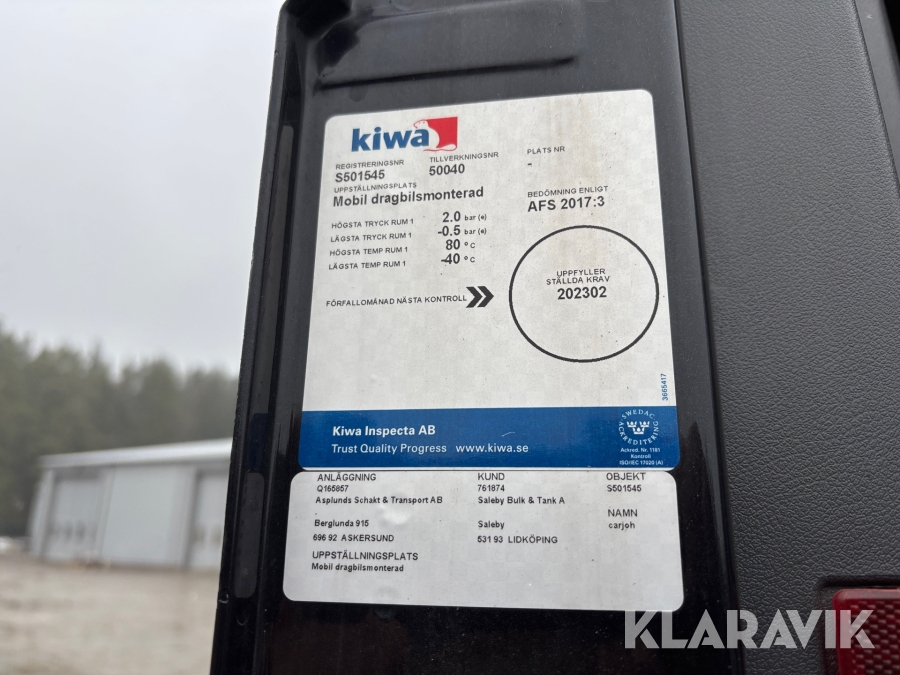 kiwa
REGISTRERINGSNR TILLVERKNINGSNR PLATS NR
S501545 50040 -
UPPSTÄLLNINGSPLATS
Mobil dragbilsmonterad
BEDÖMNING ENLIGT
AFS 2017:3
HÖGSTA TRYCK RUM 1 2.0 bar (e)
LÄGSTA TRYCK RUM 1 -0.5 bar (e)
HÖGSTA TEMP RUM 1 80 °C
LÄGSTA TEMP RUM 1 -40 °C
UPPFYLLER
STÄLLDA KRAV
202302
FÖRFALLOMÅNAD NÄSTA KONTROLL
3665417
Kiwa Inspecta AB
Trust Quality Progress www.kiwa.se
SWEDAC
ACKREDITERING
Ackred. Nr. 1181
Kontroll
ISO/IEC 17020 (A)
ANLÄGGNING KUND OBJEKT
Q165857 761874 S501545
Asplunds Schakt & Transport AB Saleby Bulk & Tank A
NAMN
Berglunda 915 Saleby carjoh
696 92 ASKERSUND 531 93 LIDKÖPING
UPPSTÄLLNINGSPLATS
Mobil dragbilsmonterad
KLARAVIK